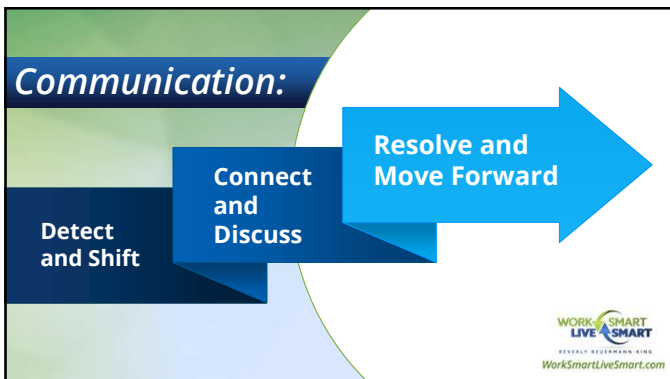 Communication:
Detect
and Shift
Connect
and
Discuss
Resolve and
Move Forward
WORK SMART
LIVE SMART
BEVERLY BEUERMANN-KING
WorkSmartLiveSmart.com